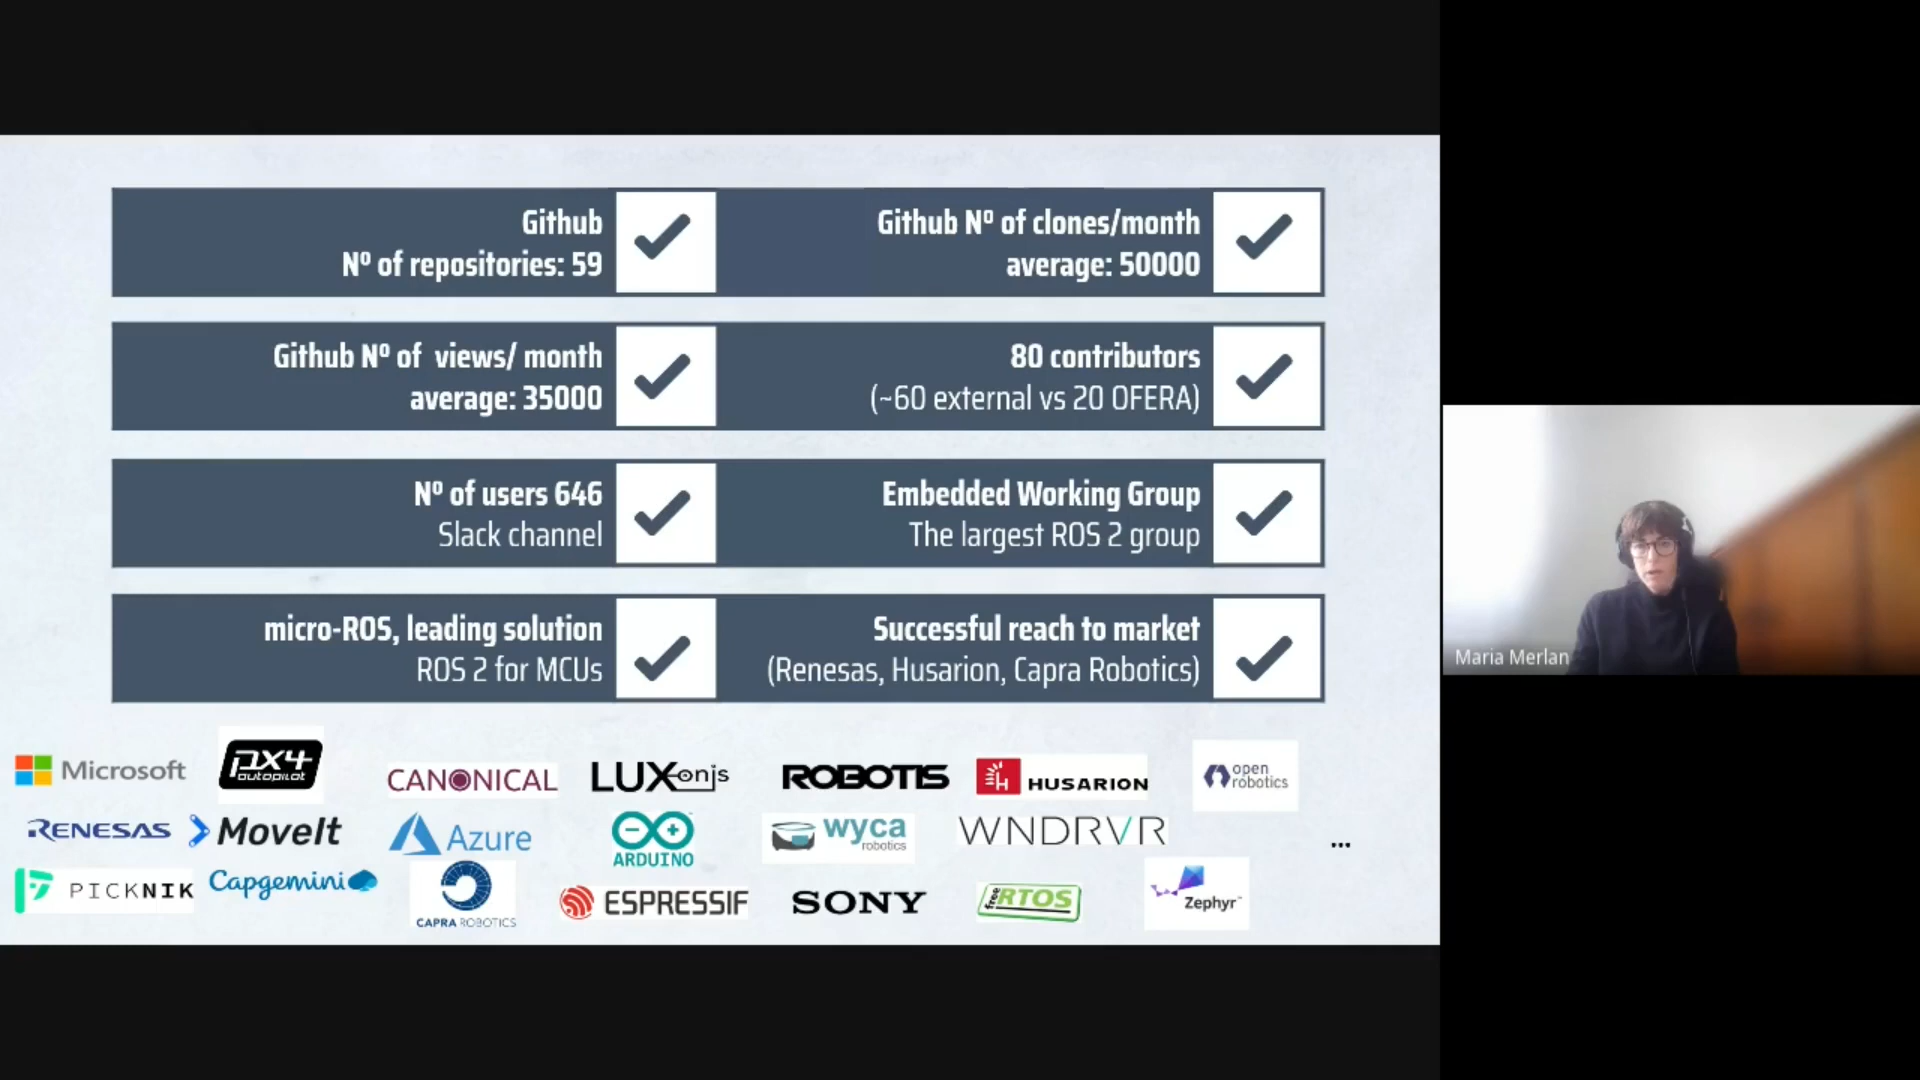 Github
Nº of repositories: 59
Github Nº of clones/month
average: 50000
Github Nº of views/ month
average: 35000
80 contributors
(~60 external vs 20 OFERA)
Nº of users 646
Slack channel
Embedded Working Group
The largest ROS 2 group
micro-ROS, leading solution
ROS 2 for MCUs
Successful reach to market
(Renesas, Husarion, Capra Robotics)
Microsoft
PX4
autopilot
CANONICAL
LUXonis
ROBOTIS
HUSARION
open
robotics
RENESAS
MoveIt
Azure
ARDUINO
wyca
robotics
WNDRVR
...
PICKNIK
Capgemini
CAPRA ROBOTICS
ESPRESSIF
SONY
free
RTOS
Zephyr™
Maria Merlan